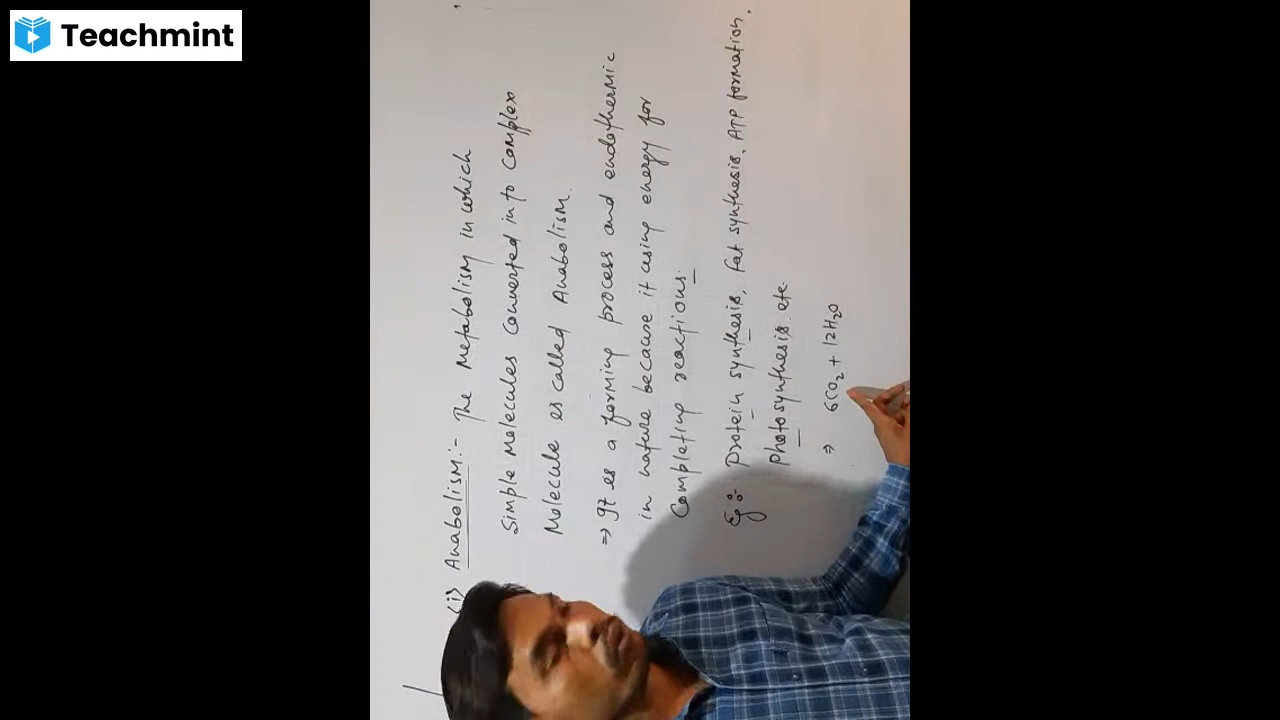 Teachmint
(i) Anabolism:- The Metabolism in which
Simple Molecules Converted in to Complex
Molecule is called Anabolism.
⇒ It is a forming process and endothermic
in nature because it using energy for
Completing reactions.
Eg:- Protein synthesis, Fat synthesis, ATP formation,
Photosynthesis. etc
⇒ 6CO₂ + 12H₂O